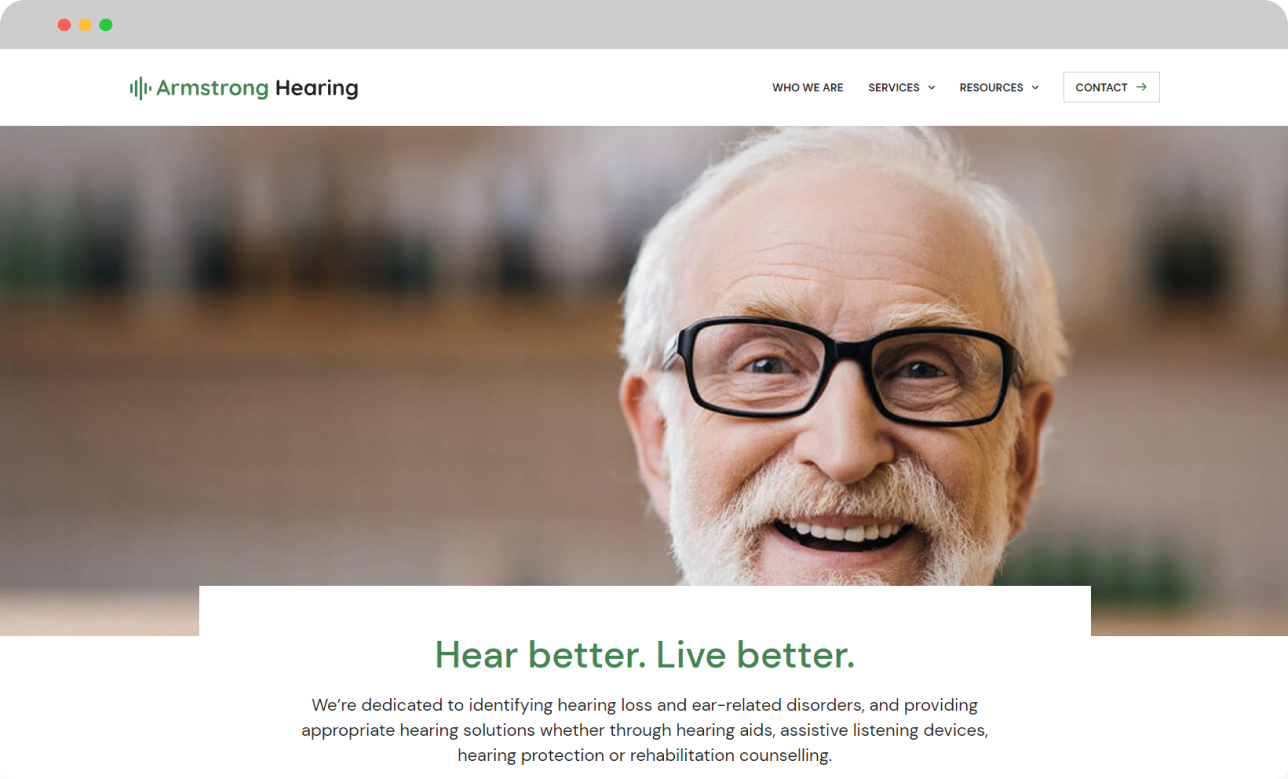 Armstrong Hearing
WHO WE ARE
SERVICES
RESOURCES
CONTACT
Hear better. Live better.
We’re dedicated to identifying hearing loss and ear-related disorders, and providing
appropriate hearing solutions whether through hearing aids, assistive listening devices,
hearing protection or rehabilitation counselling.